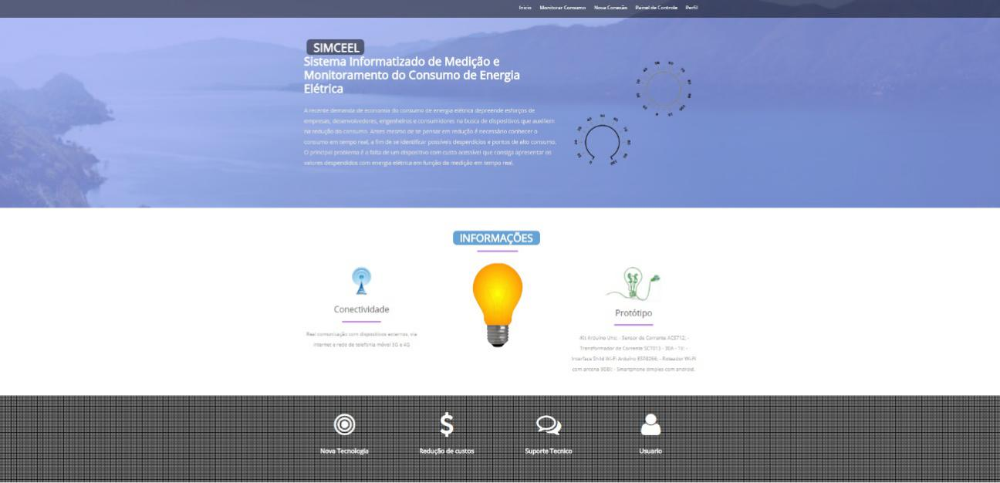 Inicio Monitorar Consumo Nova Conexão Painel de Controle Perfil
SIMCEEL
Sistema Informatizado de Medição e
Monitoramento do Consumo de Energia
Elétrica
A recente demanda de economia do consumo de energia elétrica depreende esforços de
empresas, desenvolvedores, engenheiros e consumidores na busca de dispositivos que auxiliem
na redução do consumo. Antes mesmo de se pensar em redução é necessário conhecer o
consumo em tempo real, a fim de se identificar possíveis desperdícios e pontos de alto consumo.
O principal problema é a falta de um dispositivo com custo acessível que consiga apresentar os
valores despendidos com energia elétrica em função da medição em tempo real.
INFORMAÇÕES
Conectividade
Real comunicação com dispositivos externos, via
internet e rede de telefonia móvel 3G e 4G
Protótipo
-Kit Arduino Uno; - Sensor de Corrente ACS712; -
Transformador de Corrente SCT013 - 30A - 1V; -
Interface Shild Wi-Fi Arduino ESP8266; - Roteador Wi-Fi
com antena 9DBI; - Smartphone simples com android.
Nova Tecnologia Redução de custos Suporte Tecnico Usuario